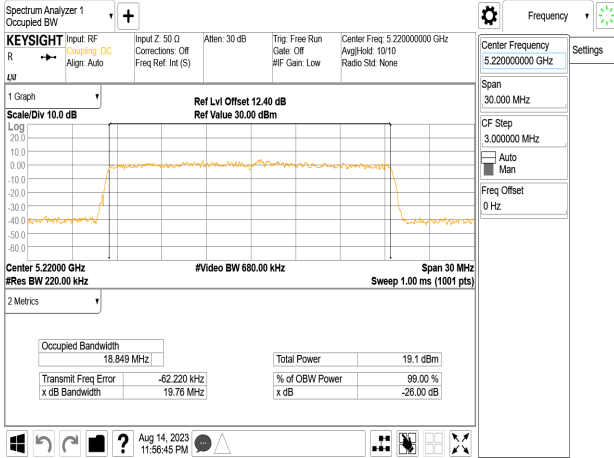 Spectrum Analyzer 1
Occupied BW
Frequency
KEYSIGHT
R
LXI
Input: RF
Coupling: DC
Align: Auto
Input Z: 50 Ω
Corrections: Off
Freq Ref: Int (S)
Atten: 30 dB
Trig: Free Run
Gate: Off
#IF Gain: Low
Center Freq: 5.220000000 GHz
Avg|Hold: 10/10
Radio Std: None
Center Frequency
5.220000000 GHz
Settings
Span
30.000 MHz
CF Step
3.000000 MHz
Auto
Man
Freq Offset
0 Hz
1 Graph
Scale/Div 10.0 dB
Ref Lvl Offset 12.40 dB
Ref Value 30.00 dBm
Log
20.0
10.0
0.00
-10.0
-20.0
-30.0
-40.0
-50.0
-60.0
Center 5.22000 GHz
#Video BW 680.00 kHz
Span 30 MHz
#Res BW 220.00 kHz
Sweep 1.00 ms (1001 pts)
2 Metrics
Occupied Bandwidth
18.849 MHz
Total Power 19.1 dBm
Transmit Freq Error -62.220 kHz
% of OBW Power 99.00 %
x dB Bandwidth 19.76 MHz
x dB -26.00 dB
?
Aug 14, 2023
11:56:45 PM